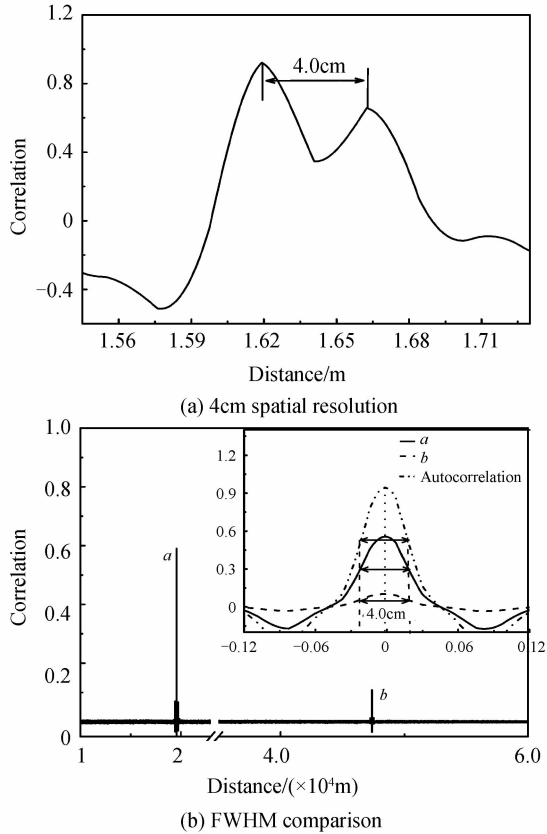 1.2
4.0cm
0.8
0.4
0
−0.4
Correlation
1.56 1.59 1.62 1.65 1.68 1.71
Distance/m
(a) 4cm spatial resolution
1.0
0.8
0.6
0.4
0.2
0
Correlation
a
b
Autocorrelation
1.2
0.9
0.6
0.3
0
4.0cm
−0.12 −0.06 0 0.06 0.12
a
b
1 2 4.0 6.0
Distance/(×10⁴m)
(b) FWHM comparison